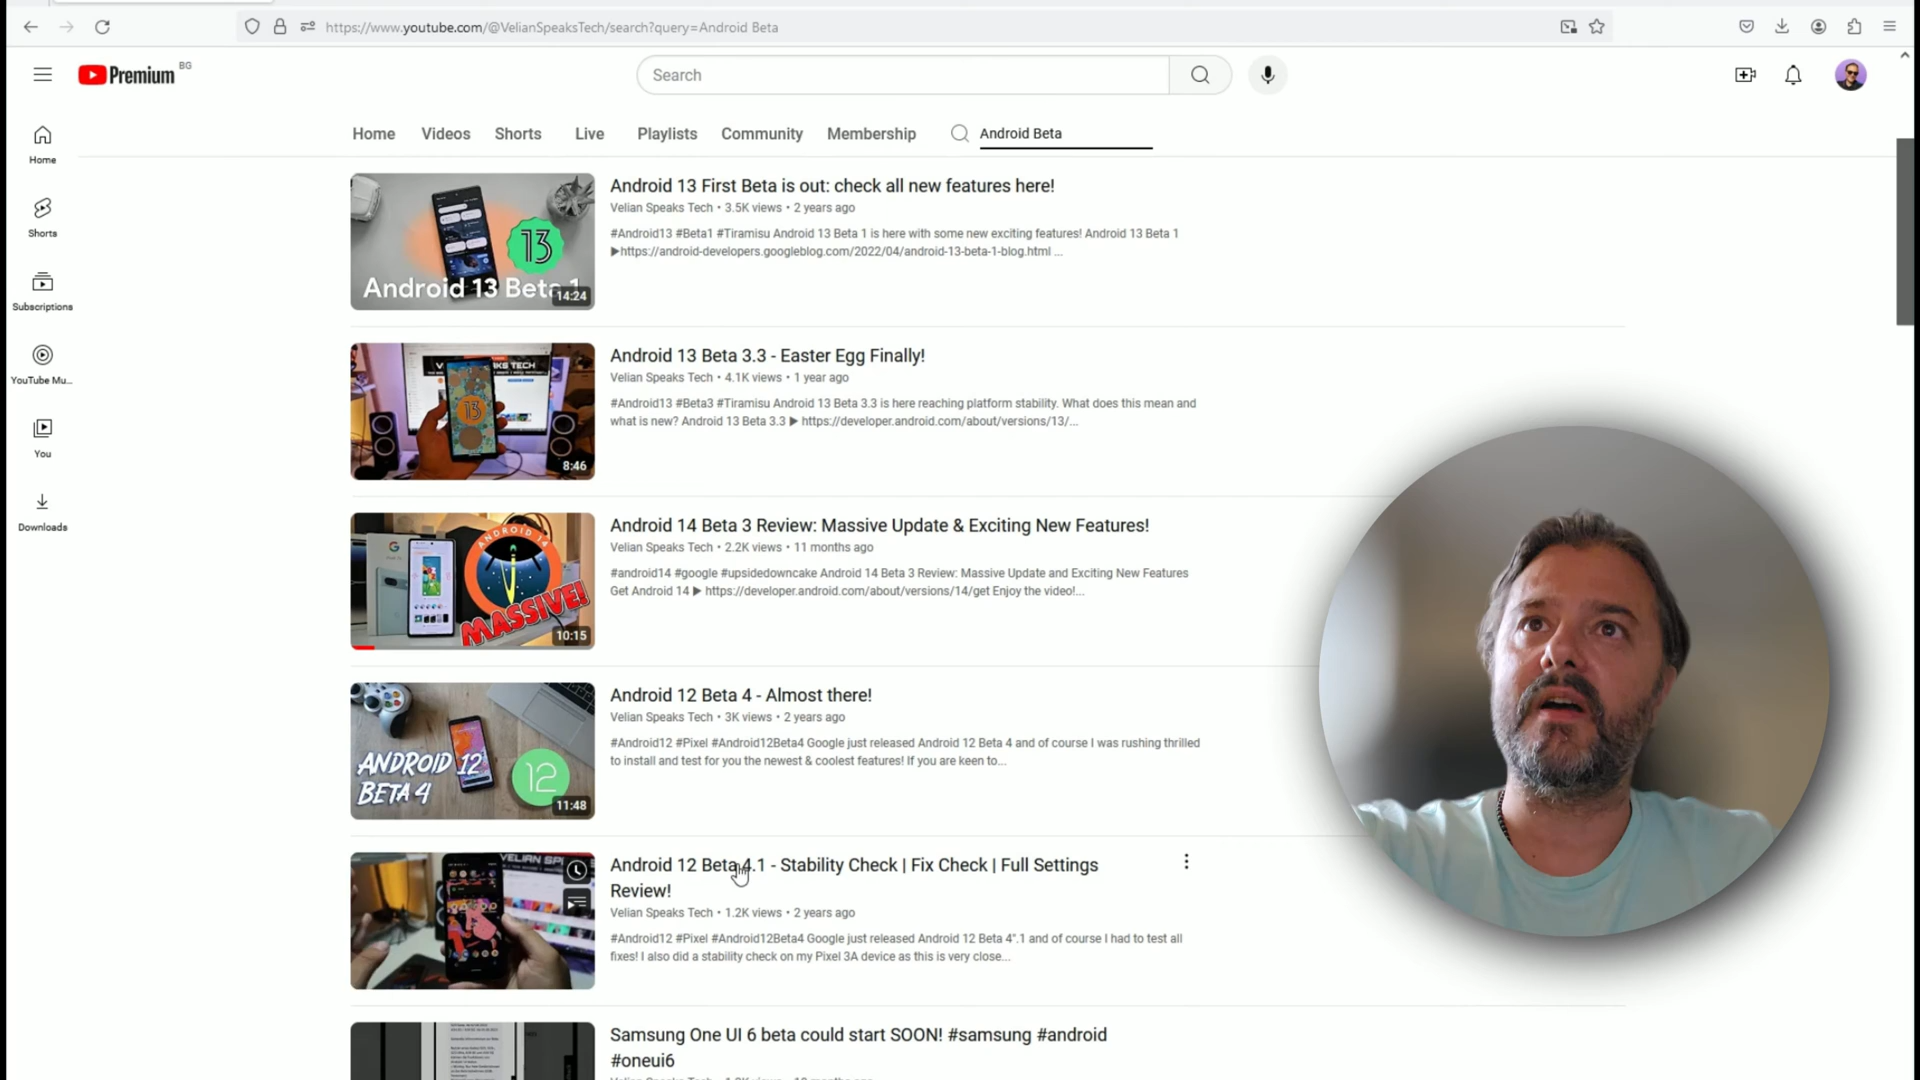 https://www.youtube.com/@VelianSpeaksTech/search?query=Android Beta
Premium BG
Search
Home
Videos
Shorts
Live
Playlists
Community
Membership
Android Beta
Home
Shorts
Subscriptions
YouTube Mu...
You
Downloads
13
Android 13 Beta 1
14:24
Android 13 First Beta is out: check all new features here!
Velian Speaks Tech • 3.5K views • 2 years ago
#Android13 #Beta1 #Tiramisu Android 13 Beta 1 is here with some new exciting features! Android 13 Beta 1
▶https://android-developers.googleblog.com/2022/04/android-13-beta-1-blog.html ...
13
8:46
Android 13 Beta 3.3 - Easter Egg Finally!
Velian Speaks Tech • 4.1K views • 1 year ago
#Android13 #Beta3 #Tiramisu Android 13 Beta 3.3 is here reaching platform stability. What does this mean and
what is new? Android 13 Beta 3.3 ▶ https://developer.android.com/about/versions/13/...
ANDROID 14
G
MASSIVE!
10:15
Android 14 Beta 3 Review: Massive Update & Exciting New Features!
Velian Speaks Tech • 2.2K views • 11 months ago
#android14 #google #upsidedowncake Android 14 Beta 3 Review: Massive Update and Exciting New Features
Get Android 14 ▶ https://developer.android.com/about/versions/14/get Enjoy the video!...
ANDROID 12
BETA 4
12
11:48
Android 12 Beta 4 - Almost there!
Velian Speaks Tech • 3K views • 2 years ago
#Android12 #Pixel #Android12Beta4 Google just released Android 12 Beta 4 and of course I was rushing thrilled
to install and test for you the newest & coolest features! If you are keen to...
VELIAN SP
Android 12 Beta 4.1 - Stability Check | Fix Check | Full Settings
Review!
Velian Speaks Tech • 1.2K views • 2 years ago
#Android12 #Pixel #Android12Beta4 Google just released Android 12 Beta 4".1 and of course I had to test all
fixes! I also did a stability check on my Pixel 3A device as this is very close...
Samsung One UI 6 beta could start SOON! #samsung #android
#oneui6